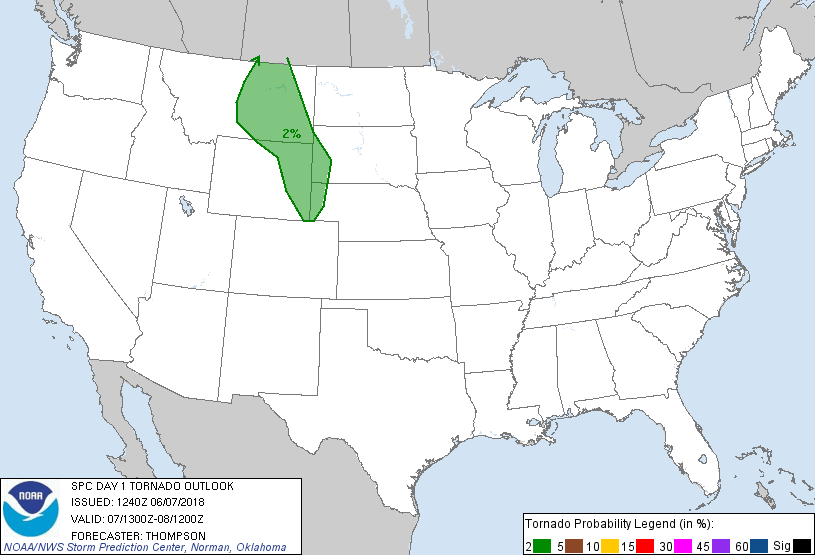 2%
NOAA
SPC DAY 1 TORNADO OUTLOOK
ISSUED: 1240Z 06/07/2018
VALID: 07/1300Z-08/1200Z
FORECASTER: THOMPSON
NOAA/NWS Storm Prediction Center, Norman, Oklahoma
Tornado Probability Legend (in %):
2 5 10 15 30 45 60 Sig